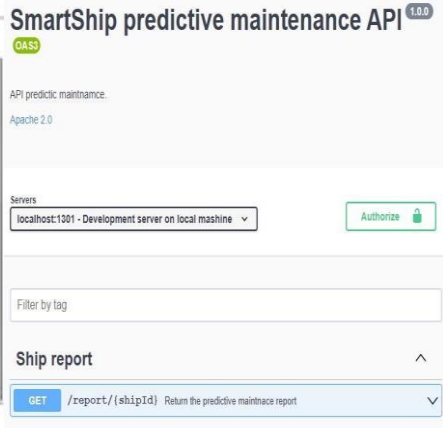 SmartShip predictive maintenance API 1.0.0
OAS3
API predictic maintnamce.
Apache 2.0
Servers
localhost:1301 - Development server on local mashine
Authorize
Filter by tag
Ship report
GET /report/{shipId} Return the predictive maintnace report